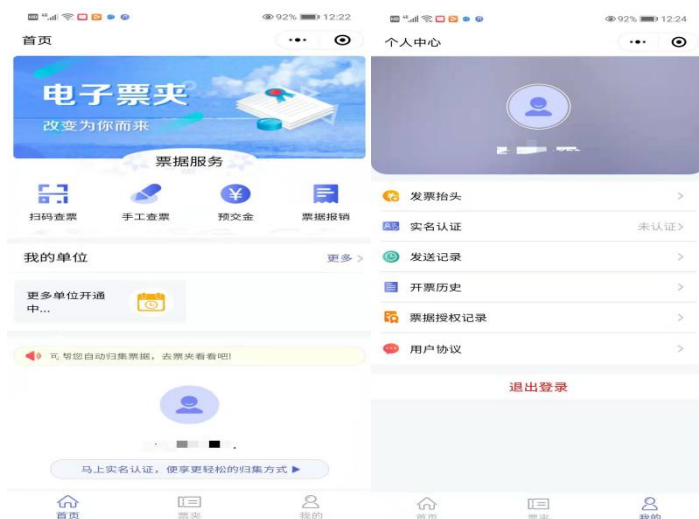 92% 12:22
首页
电子票夹
改变为你而来
票据服务
扫码查票 手工查票 预交金 票据报销
我的单位 更多>
更多单位开通
中...
可帮您自动归集票据，去票夹看看吧!
马上实名认证，便享更轻松的归集方式▶
首页 票夹 我的
92% 12:24
个人中心
发票抬头 >
实名认证 未认证>
发送记录 >
开票历史 >
票据授权记录 >
用户协议 >
退出登录
首页 票夹 我的